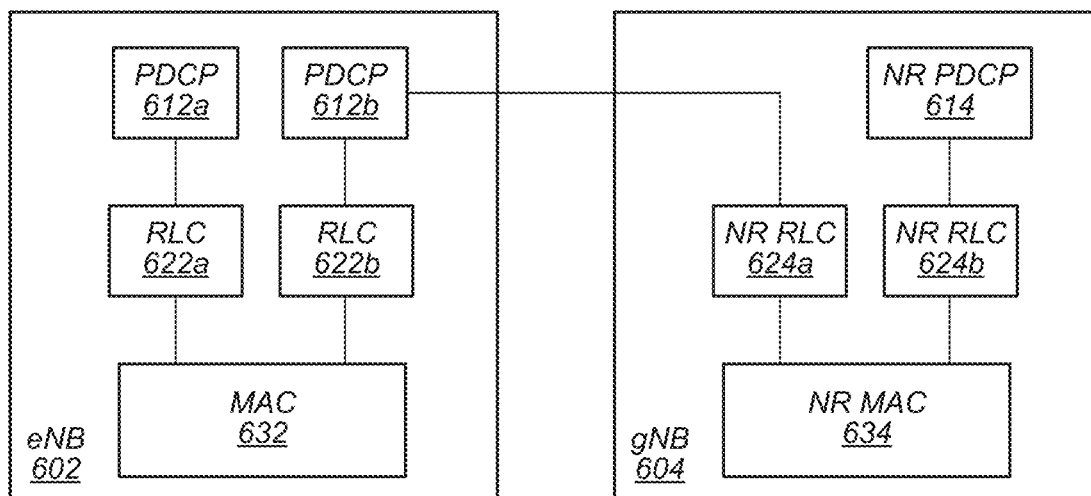 PDCP
612a
PDCP
612b
NR PDCP
614
RLC
622a
RLC
622b
NR RLC
624a
NR RLC
624b
MAC
632
NR MAC
634
eNB
602
gNB
604